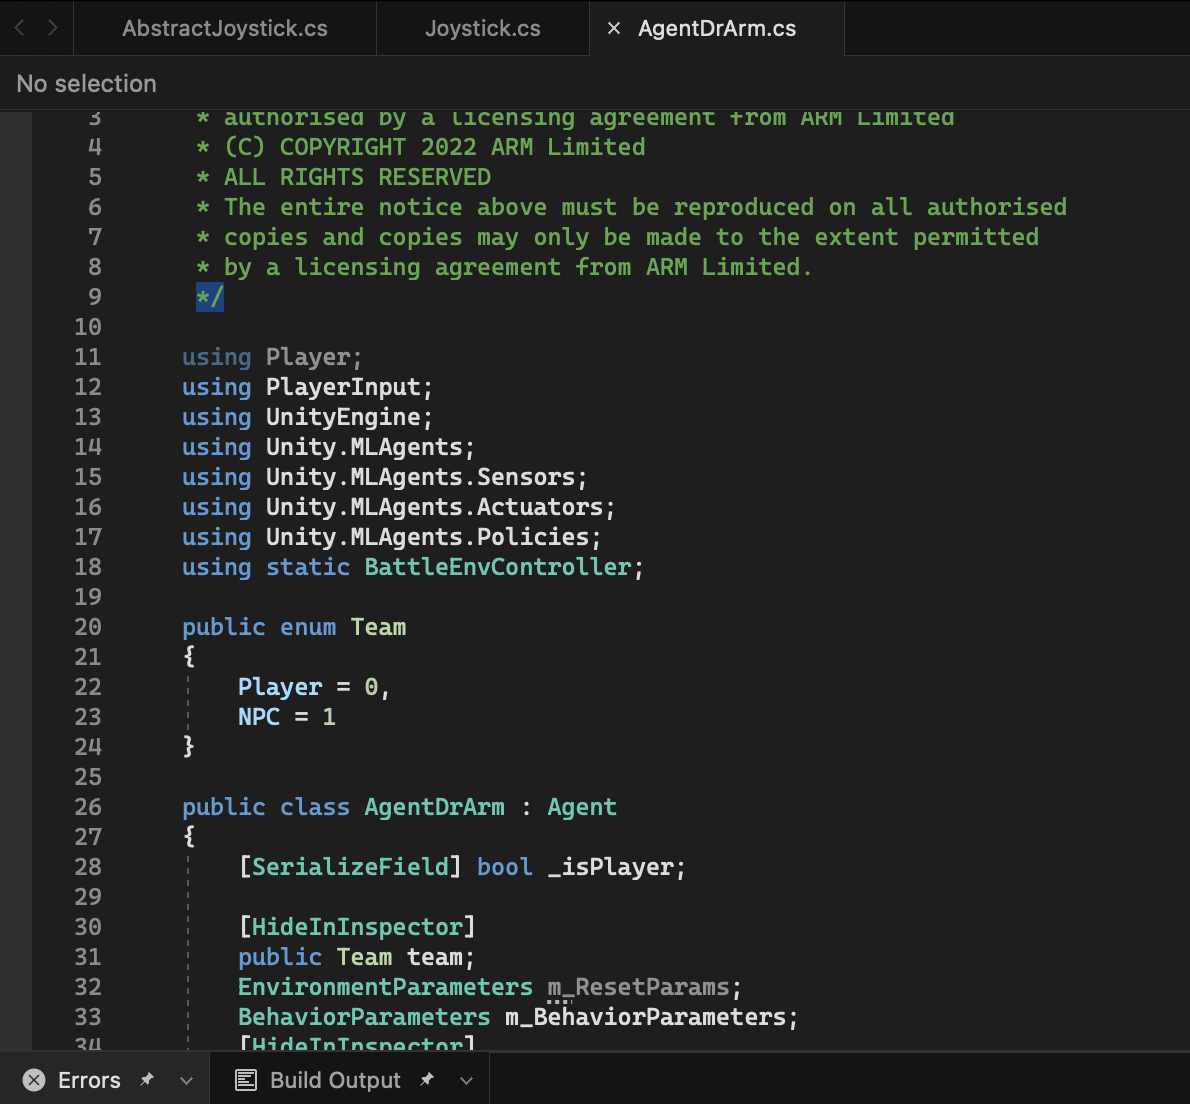 AbstractJoystick.cs Joystick.cs × AgentDrArm.cs
No selection
3 * authorised by a licensing agreement from ARM Limited
4 * (C) COPYRIGHT 2022 ARM Limited
5 * ALL RIGHTS RESERVED
6 * The entire notice above must be reproduced on all authorised
7 * copies and copies may only be made to the extent permitted
8 * by a licensing agreement from ARM Limited.
9 */
10
11 using Player;
12 using PlayerInput;
13 using UnityEngine;
14 using Unity.MLAgents;
15 using Unity.MLAgents.Sensors;
16 using Unity.MLAgents.Actuators;
17 using Unity.MLAgents.Policies;
18 using static BattleEnvController;
19
20 public enum Team
21 {
22 Player = 0,
23 NPC = 1
24 }
25
26 public class AgentDrArm : Agent
27 {
28 [SerializeField] bool _isPlayer;
29
30 [HideInInspector]
31 public Team team;
32 EnvironmentParameters m_ResetParams;
33 BehaviorParameters m_BehaviorParameters;
34 [HideInInspector]
Errors Build Output